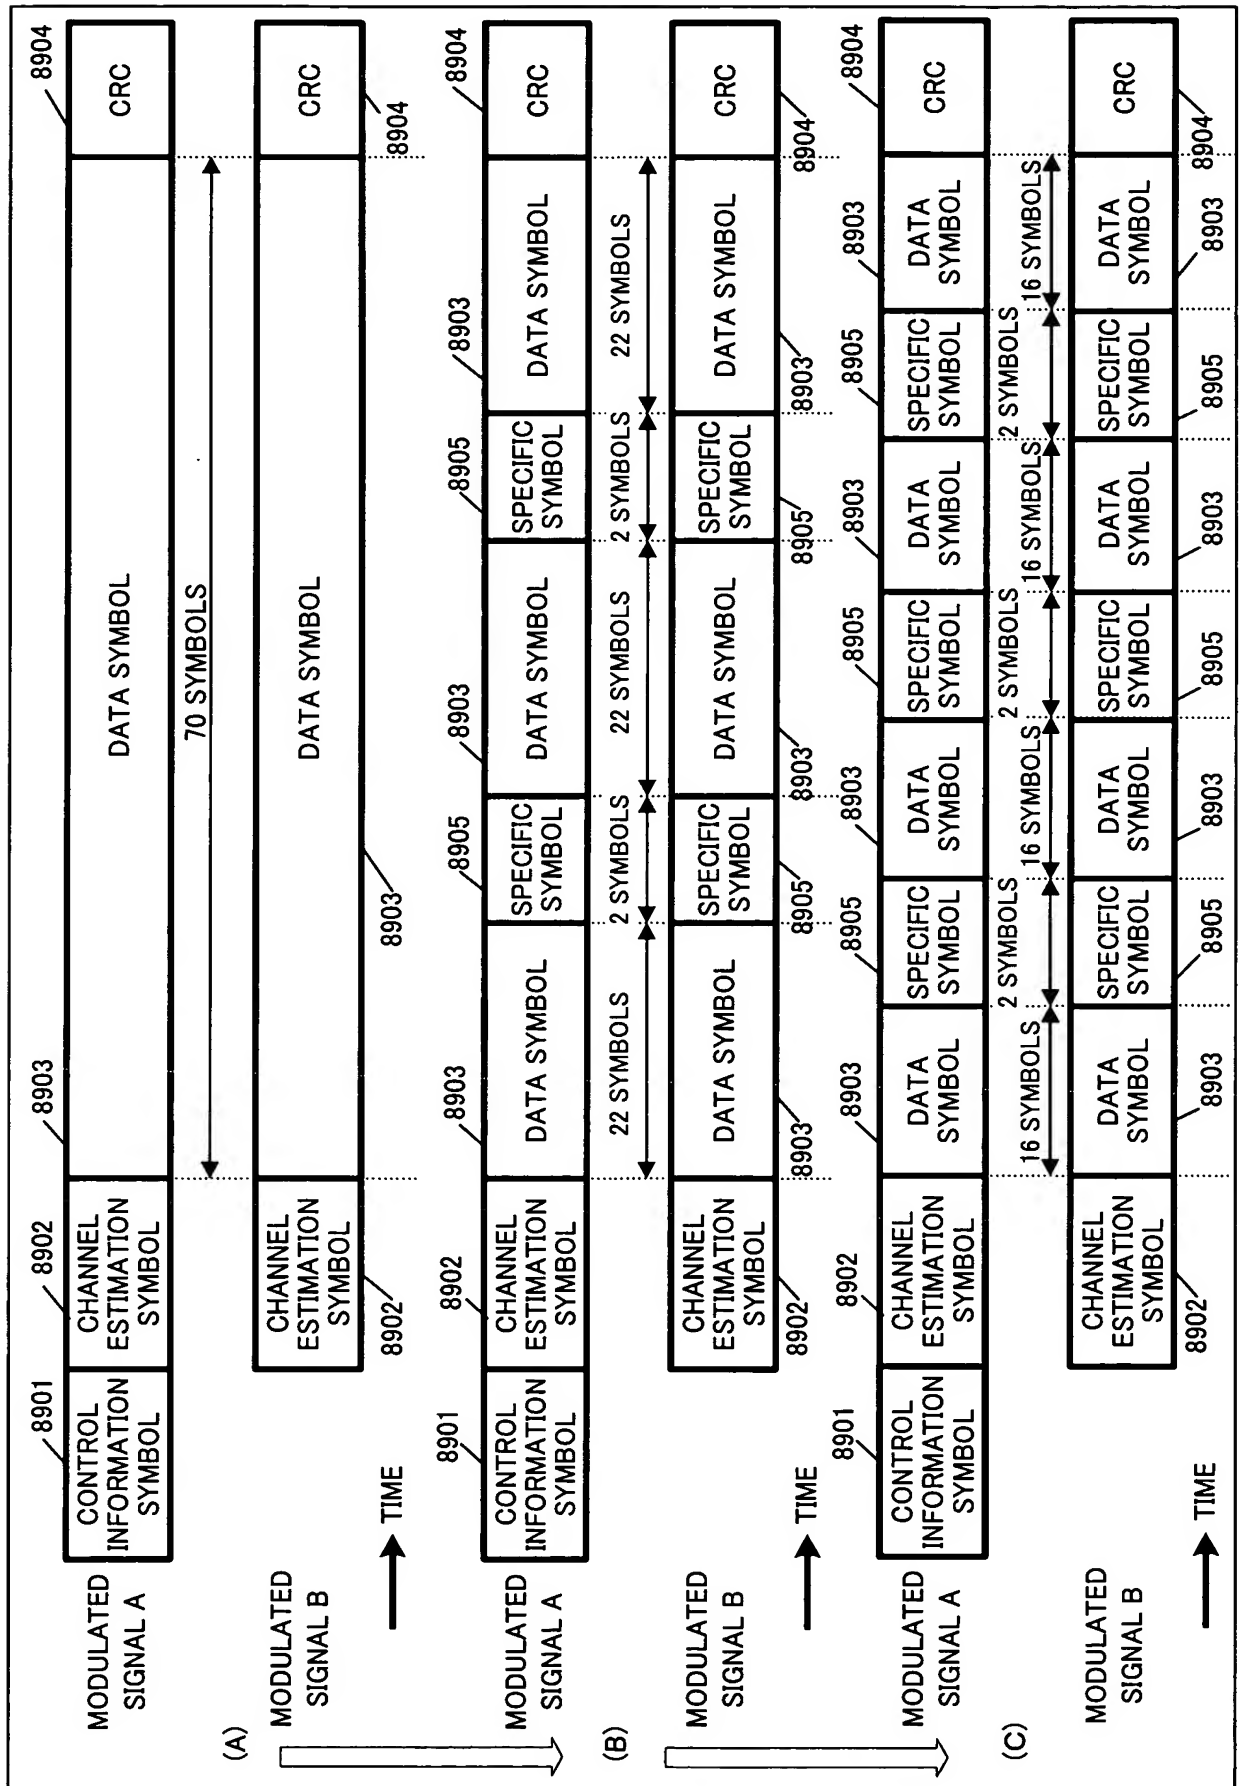 8901
8902
8903
8904
MODULATED
SIGNAL A
CONTROL
INFORMATION
SYMBOL
CHANNEL
ESTIMATION
SYMBOL
DATA SYMBOL
CRC
70 SYMBOLS
(A)
MODULATED
SIGNAL B
CHANNEL
ESTIMATION
SYMBOL
DATA SYMBOL
CRC
8902
8903
8904
TIME
8901
8902
8903
8905
8903
8905
8903
8904
MODULATED
SIGNAL A
CONTROL
INFORMATION
SYMBOL
CHANNEL
ESTIMATION
SYMBOL
DATA SYMBOL
SPECIFIC
SYMBOL
DATA SYMBOL
SPECIFIC
SYMBOL
DATA SYMBOL
CRC
22 SYMBOLS
2 SYMBOLS
22 SYMBOLS
2 SYMBOLS
22 SYMBOLS
(B)
MODULATED
SIGNAL B
CHANNEL
ESTIMATION
SYMBOL
DATA SYMBOL
SPECIFIC
SYMBOL
DATA SYMBOL
SPECIFIC
SYMBOL
DATA SYMBOL
CRC
8902
8903
8905
8903
8905
8903
8904
TIME
8901
8902
8903
8905
8903
8905
8903
8905
8903
8904
MODULATED
SIGNAL A
CONTROL
INFORMATION
SYMBOL
CHANNEL
ESTIMATION
SYMBOL
DATA
SYMBOL
SPECIFIC
SYMBOL
DATA SYMBOL
SPECIFIC
SYMBOL
DATA
SYMBOL
SPECIFIC
SYMBOL
DATA
SYMBOL
CRC
16 SYMBOLS
2 SYMBOLS
16 SYMBOLS
2 SYMBOLS
16 SYMBOLS
2 SYMBOLS
16 SYMBOLS
(C)
MODULATED
SIGNAL B
CHANNEL
ESTIMATION
SYMBOL
DATA
SYMBOL
SPECIFIC
SYMBOL
DATA
SYMBOL
SPECIFIC
SYMBOL
DATA
SYMBOL
SPECIFIC
SYMBOL
DATA
SYMBOL
CRC
8902
8903
8905
8903
8905
8903
8905
8903
8904
TIME